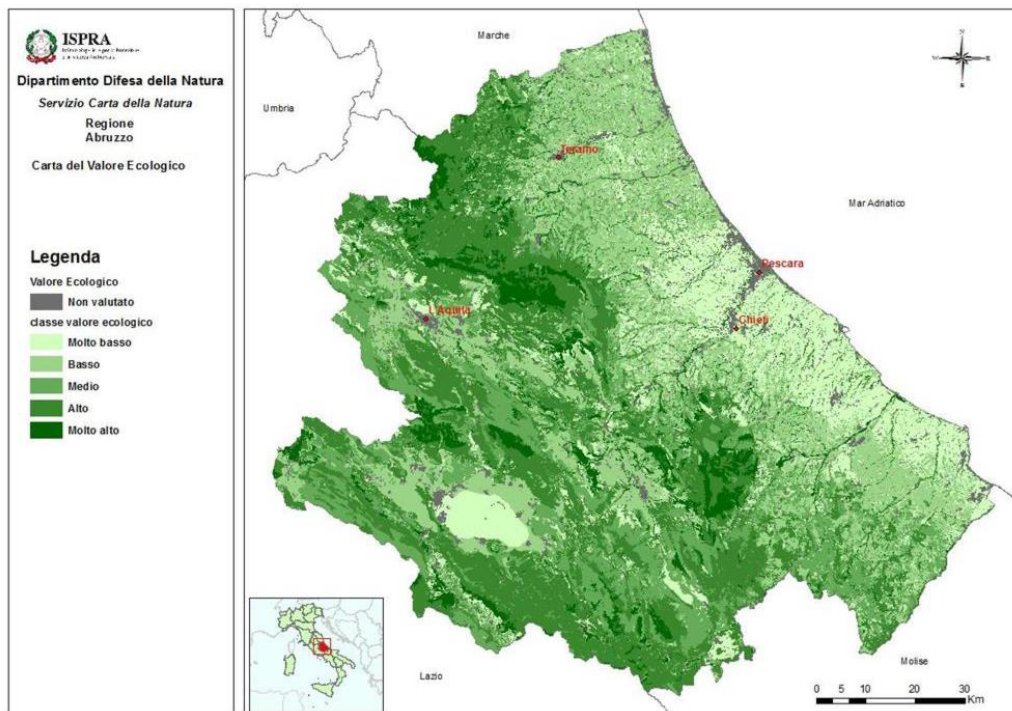 ISPRA
Dipartimento Difesa della Natura
Servizio Carta della Natura
Regione
Abruzzo
Carta del Valore Ecologico
Legenda
Valore Ecologico
Non valutato
classe valore ecologico
Molto basso
Basso
Medio
Alto
Molto alto
Marche
Umbria
Teramo
Mar Adriatico
Pescara
L'Aquila
Chieti
Lazio
Molise
N
0 5 10 20 30
Km